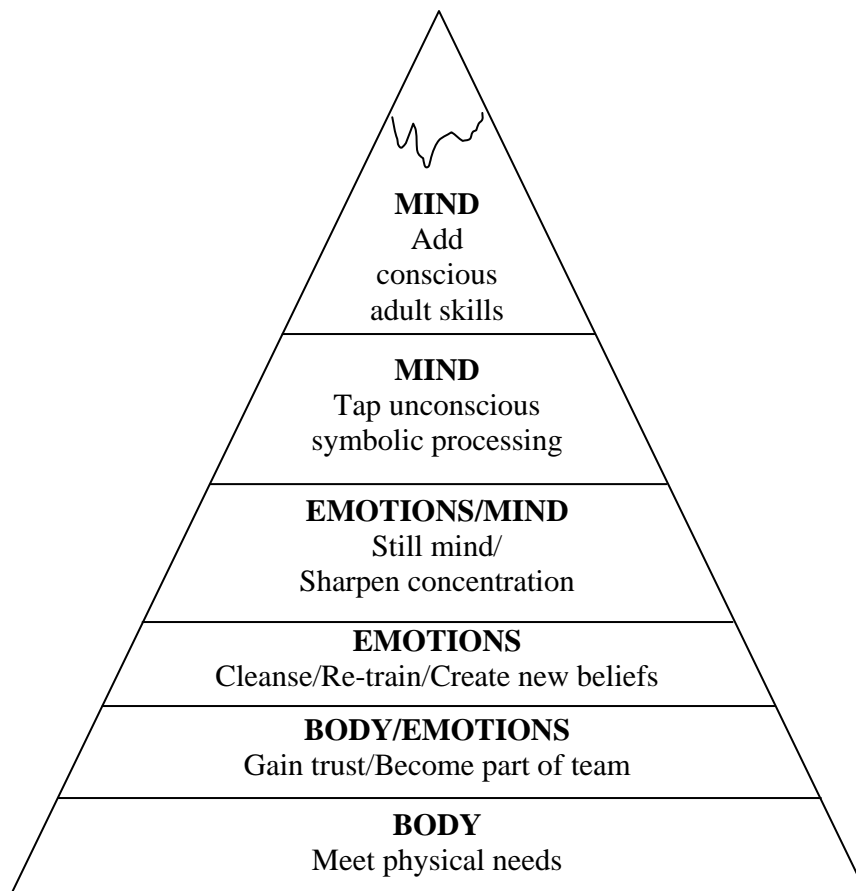 MIND
Add
conscious
adult skills
MIND
Tap unconscious
symbolic processing
EMOTIONS/MIND
Still mind/
Sharpen concentration
EMOTIONS
Cleanse/Re-train/Create new beliefs
BODY/EMOTIONS
Gain trust/Become part of team
BODY
Meet physical needs